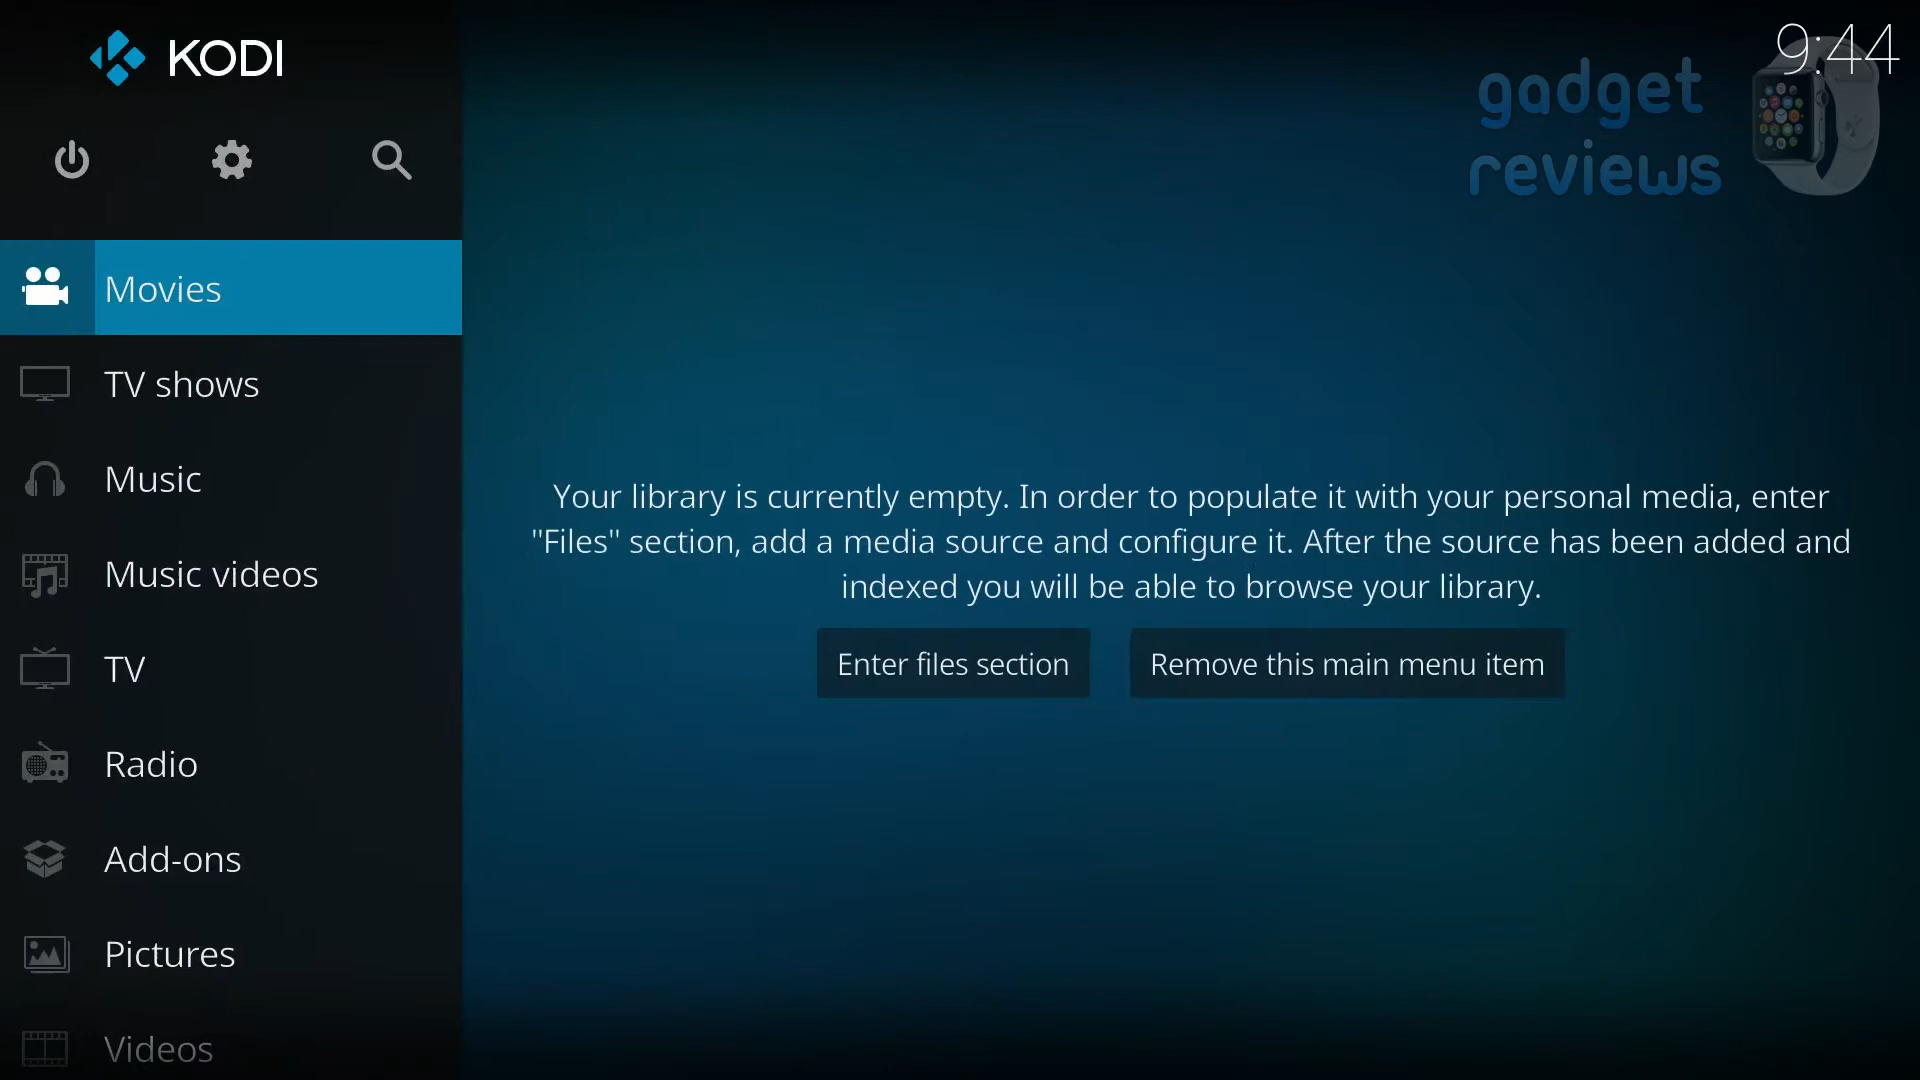 KODI
9:44
gadget
reviews
Movies
TV shows
Music
Music videos
TV
Radio
Add-ons
Pictures
Videos
Your library is currently empty. In order to populate it with your personal media, enter
"Files" section, add a media source and configure it. After the source has been added and
indexed you will be able to browse your library.
Enter files section
Remove this main menu item